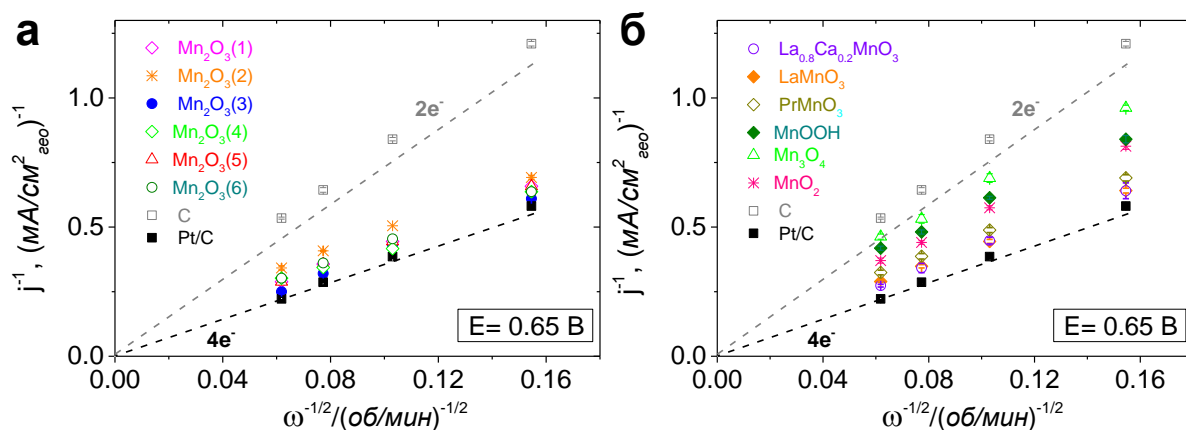 а
Mn₂O₃(1)
Mn₂O₃(2)
Mn₂O₃(3)
Mn₂O₃(4)
Mn₂O₃(5)
Mn₂O₃(6)
C
Pt/C
2e⁻
4e⁻
E= 0.65 В
1.0
0.5
0.0
0.00 0.04 0.08 0.12 0.16
j⁻¹ , (мА/см²гео)⁻¹
ω⁻¹/²/(об/мин)⁻¹/²
б
La₀.₈Ca₀.₂MnO₃
LaMnO₃
PrMnO₃
MnOOH
Mn₃O₄
MnO₂
C
Pt/C
2e⁻
4e⁻
E= 0.65 В
1.0
0.5
0.0
0.00 0.04 0.08 0.12 0.16
j⁻¹ , (мА/см²гео)⁻¹
ω⁻¹/²/(об/мин)⁻¹/²